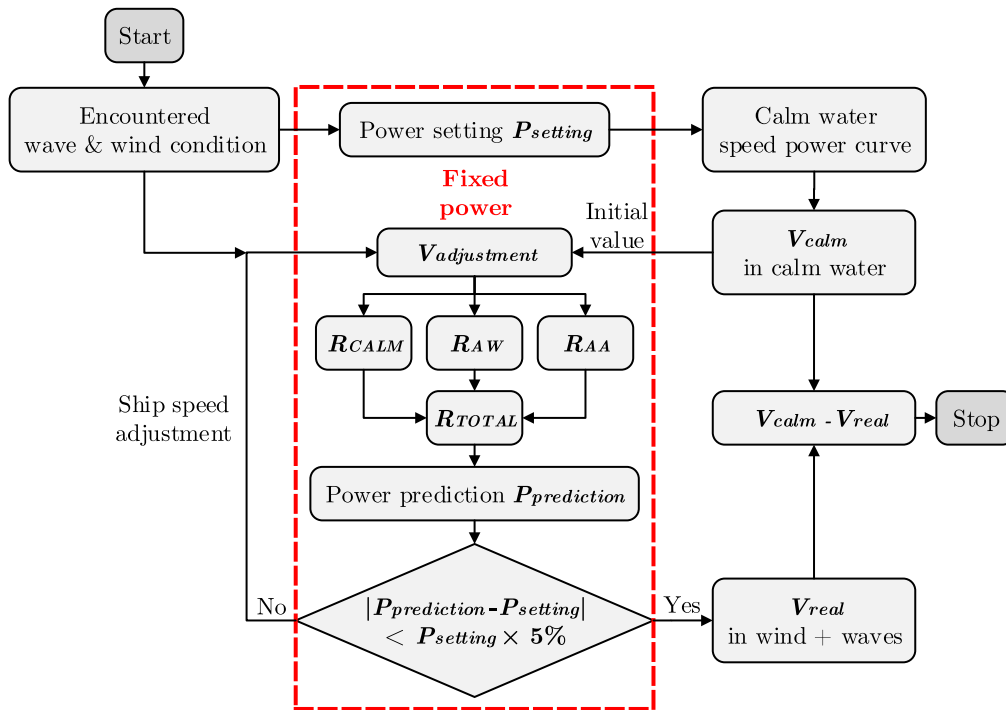 Start
Encountered
wave & wind condition
Power setting Psetting
Calm water
speed power curve
Fixed
power
Initial
value
Vadjustment
Vcalm
in calm water
RCALM
RAW
RAA
Ship speed
adjustment
RTOTAL
Vcalm - Vreal
Stop
Power prediction Pprediction
No
|Pprediction-Psetting|
< Psetting × 5%
Yes
Vreal
in wind + waves